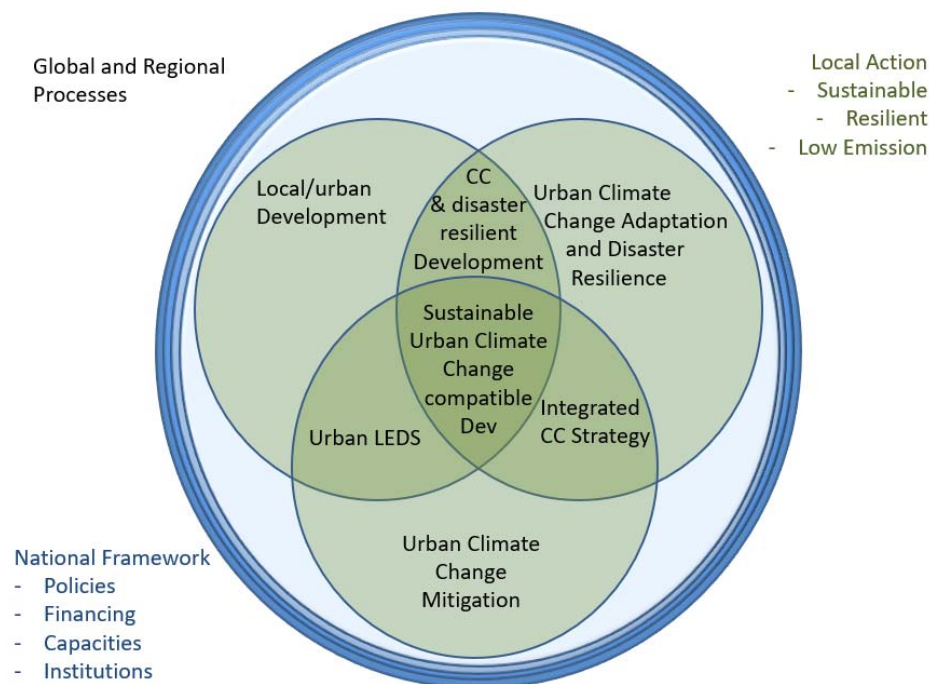 Global and Regional
Processes
Local Action
- Sustainable
- Resilient
- Low Emission
Local/urban
Development
CC
& disaster
resilient
Development
Urban Climate
Change Adaptation
and Disaster
Resilience
Sustainable
Urban Climate
Change
compatible
Dev
Urban LEDS
Integrated
CC Strategy
Urban Climate
Change
Mitigation
National Framework
- Policies
- Financing
- Capacities
- Institutions